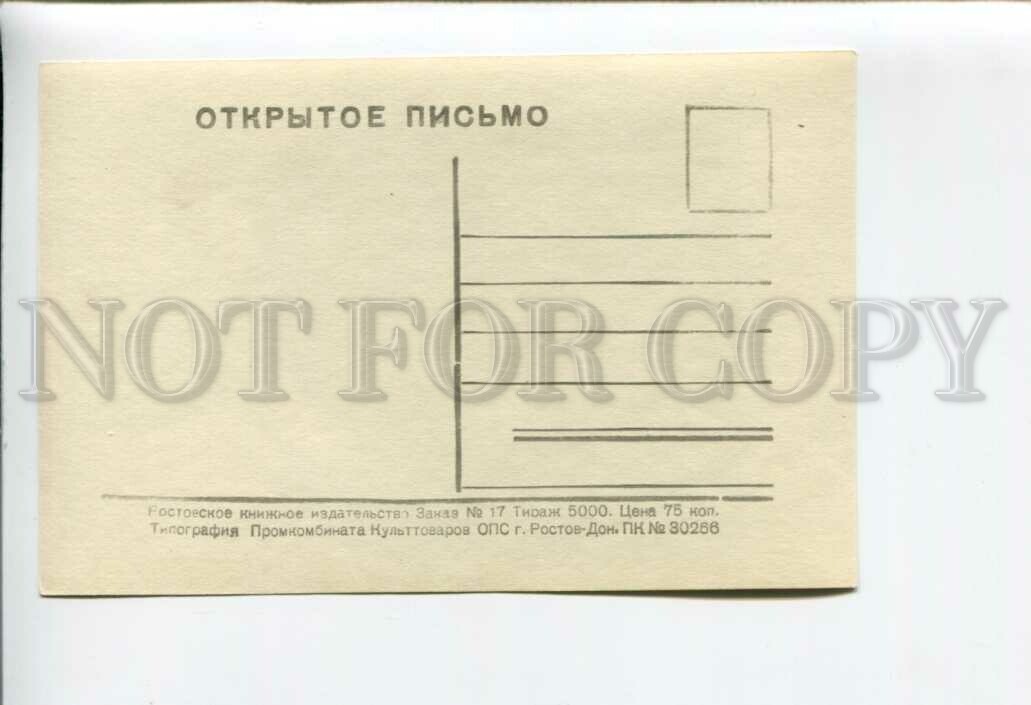 ОТКРЫТОЕ ПИСЬМО
NOT FOR COPY
Ростовское книжное издательство Заказ № 17 Тираж 5000. Цена 75 коп.
Типография Промкомбината Культтоваров ОПС г. Ростов-Дон. ПК № 30256